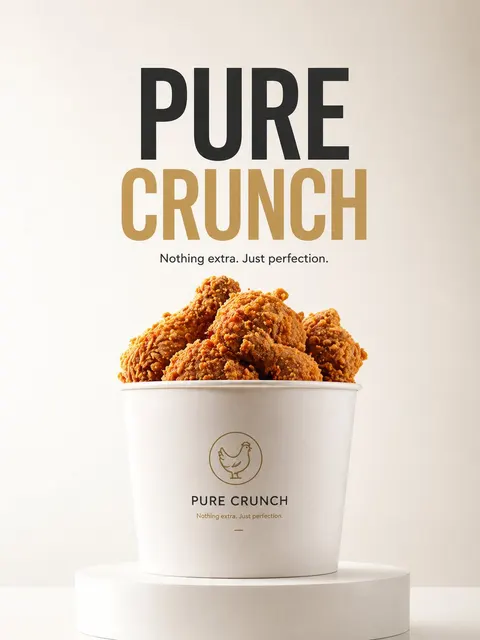 PURE
CRUNCH
Nothing extra. Just perfection.
PURE CRUNCH
Nothing extra. Just perfection